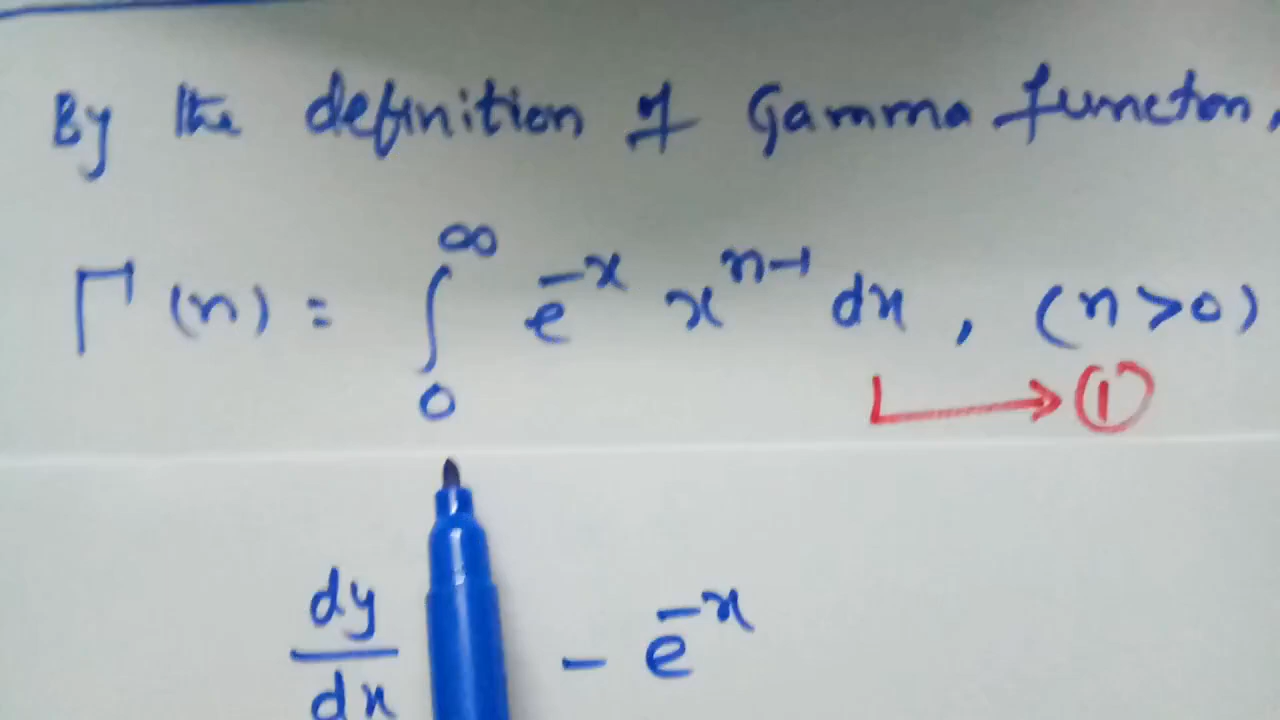 By the definition of Gamma function,
Γ(n) = ∫₀^∞ e^-x x^n-1 dx , (n>0)
①
dy/dx - e^-x